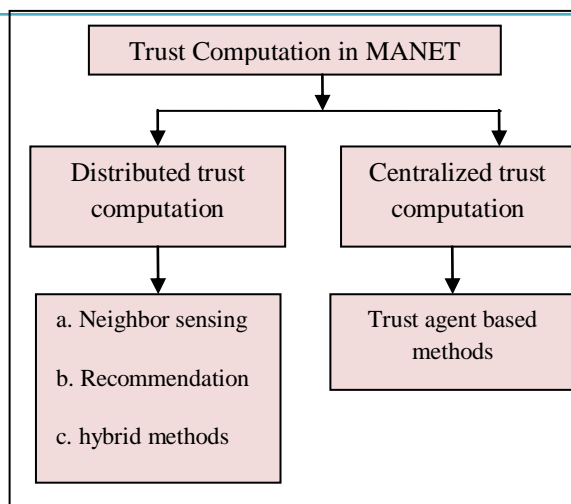 Trust Computation in MANET
Distributed trust
computation
Centralized trust
computation
a. Neighbor sensing
b. Recommendation
c. hybrid methods
Trust agent based
methods